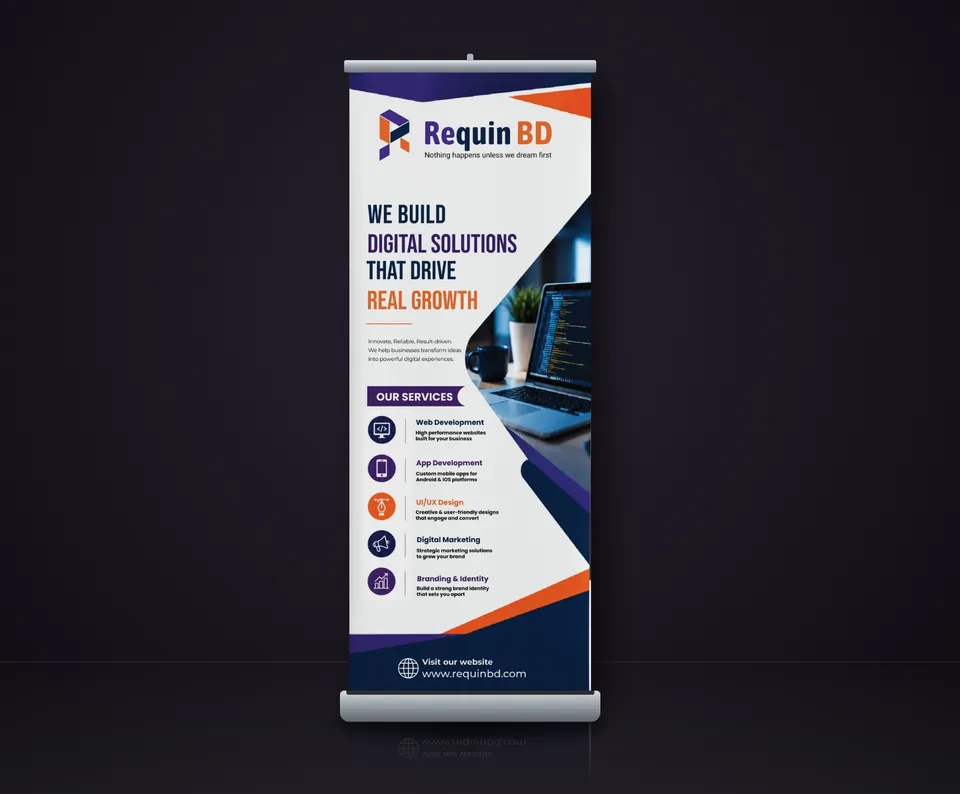 Requin BD
Nothing happens unless we dream first
WE BUILD
DIGITAL SOLUTIONS
THAT DRIVE
REAL GROWTH
Innovate, Reliable, Result-driven.
We help businesses transform ideas
into powerful digital experiences.
OUR SERVICES
Web Development
High performance websites
built for your business
App Development
Custom mobile apps for
Android & iOS platforms
UI/UX Design
Creative & user-friendly designs
that engage and convert
Digital Marketing
Strategic marketing solutions
to grow your brand
Branding & Identity
Build a strong brand identity
that sets you apart
Visit our website
www.requinbd.com